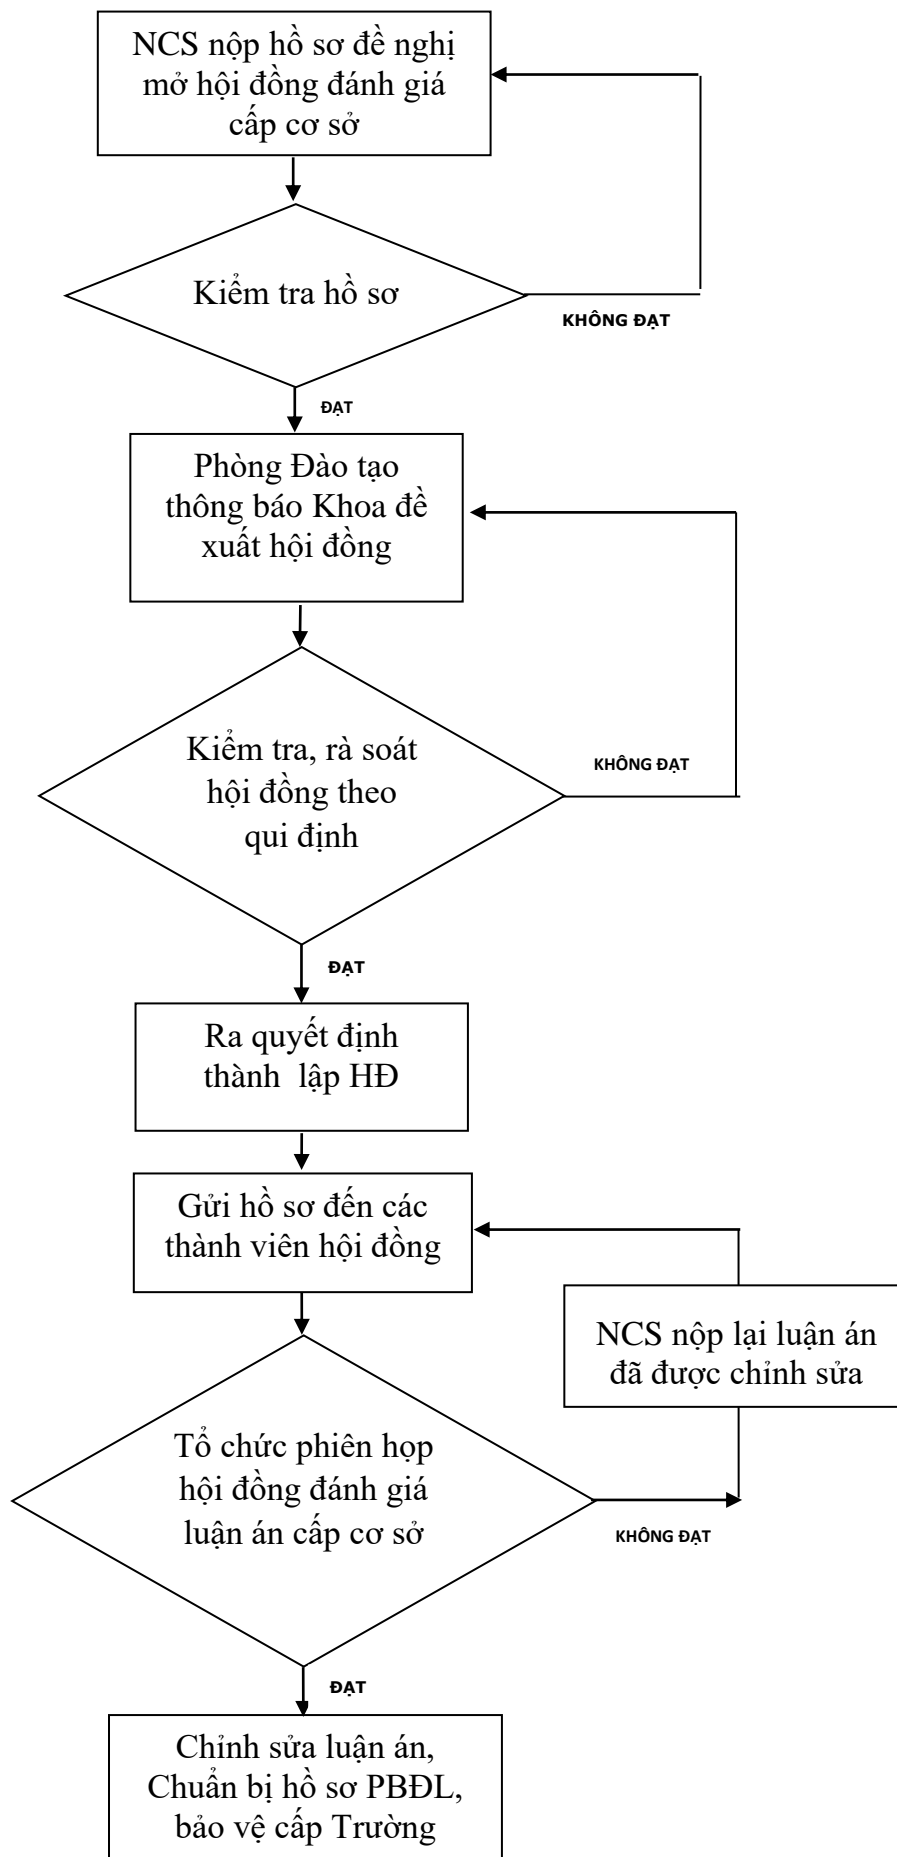 NCS nộp hồ sơ đề nghị
mở hội đồng đánh giá
cấp cơ sở
Kiểm tra hồ sơ
KHÔNG ĐẠT
ĐẠT
Phòng Đào tạo
thông báo Khoa đề
xuất hội đồng
Kiểm tra, rà soát
hội đồng theo
qui định
KHÔNG ĐẠT
ĐẠT
Ra quyết định
thành lập HĐ
Gửi hồ sơ đến các
thành viên hội đồng
NCS nộp lại luận án
đã được chỉnh sửa
Tổ chức phiên họp
hội đồng đánh giá
luận án cấp cơ sở
KHÔNG ĐẠT
ĐẠT
Chỉnh sửa luận án,
Chuẩn bị hồ sơ PBĐL,
bảo vệ cấp Trường